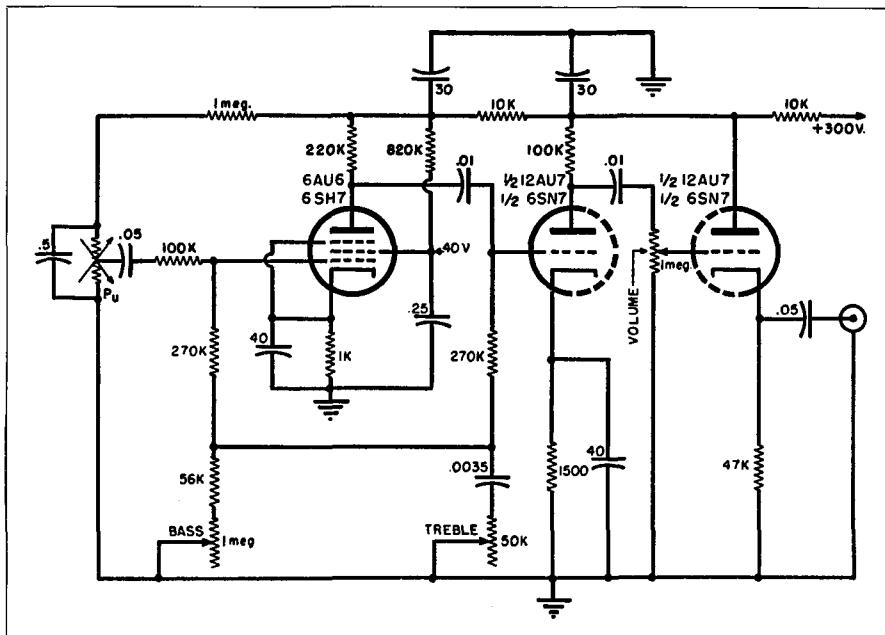 30
30
1meg.
10K
10K
+300V.
220K
820K
.01
100K
.01
6AU6
6SH7
½12AU7
½ 6SN7
½ 12AU7
½ 6SN7
.5
.05
100K
40V
VOLUME
1meg.
Pu
.25
.05
270K
40
1K
270K
56K
.0035
1500
40
47K
BASS
1meg
TREBLE
50K